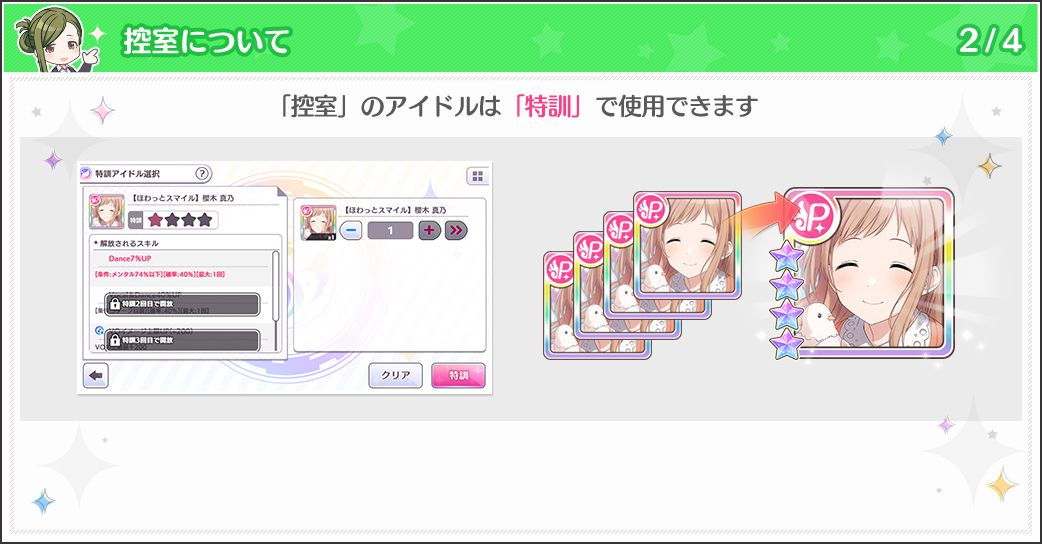 控室について
2/4
「控室」のアイドルは「特訓」で使用できます
特訓アイドル選択
?
【ほわっとスマイル】櫻木 真乃
特訓
解放されるスキル
Dance7%UP
[条件:メンタル74%以下][確率:40%][最大:1回]
特訓2回目で開放
特訓3回目で開放
【ほわっとスマイル】櫻木 真乃
x1
1
クリア
特訓
P
P
P
P
P